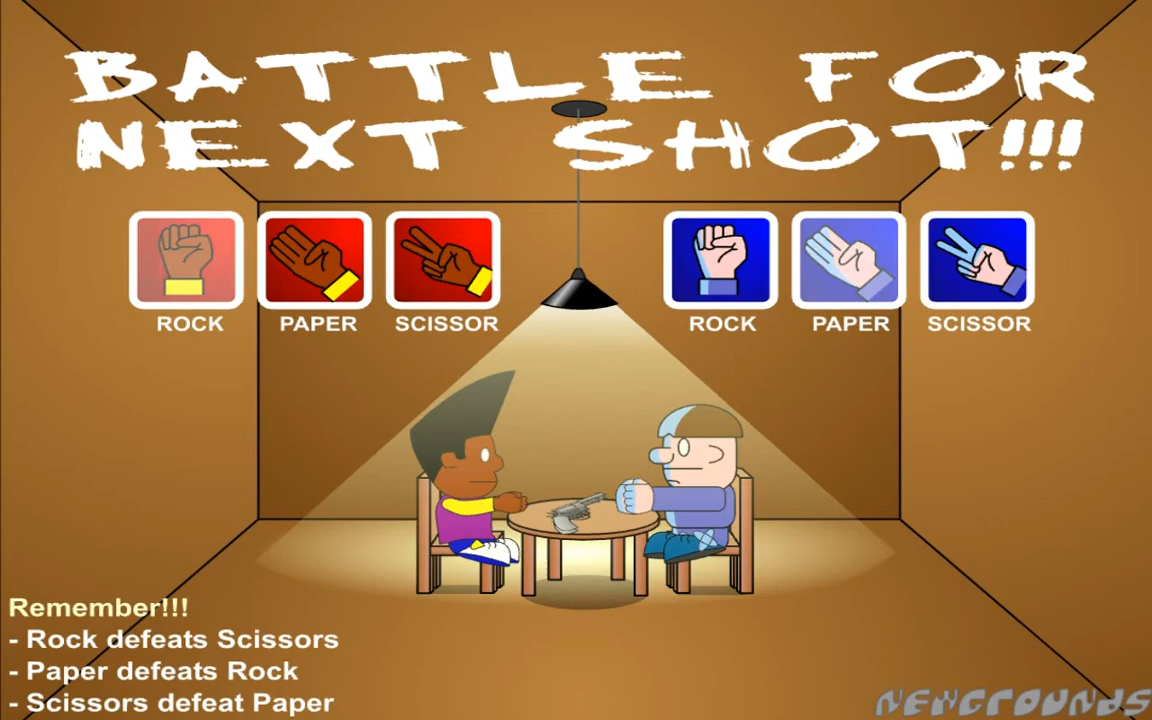 BATTLE FOR
NEXT SHOT!!!
ROCK PAPER SCISSOR ROCK PAPER SCISSOR
Remember!!!
- Rock defeats Scissors
- Paper defeats Rock
- Scissors defeat Paper
NEWGROUNDS